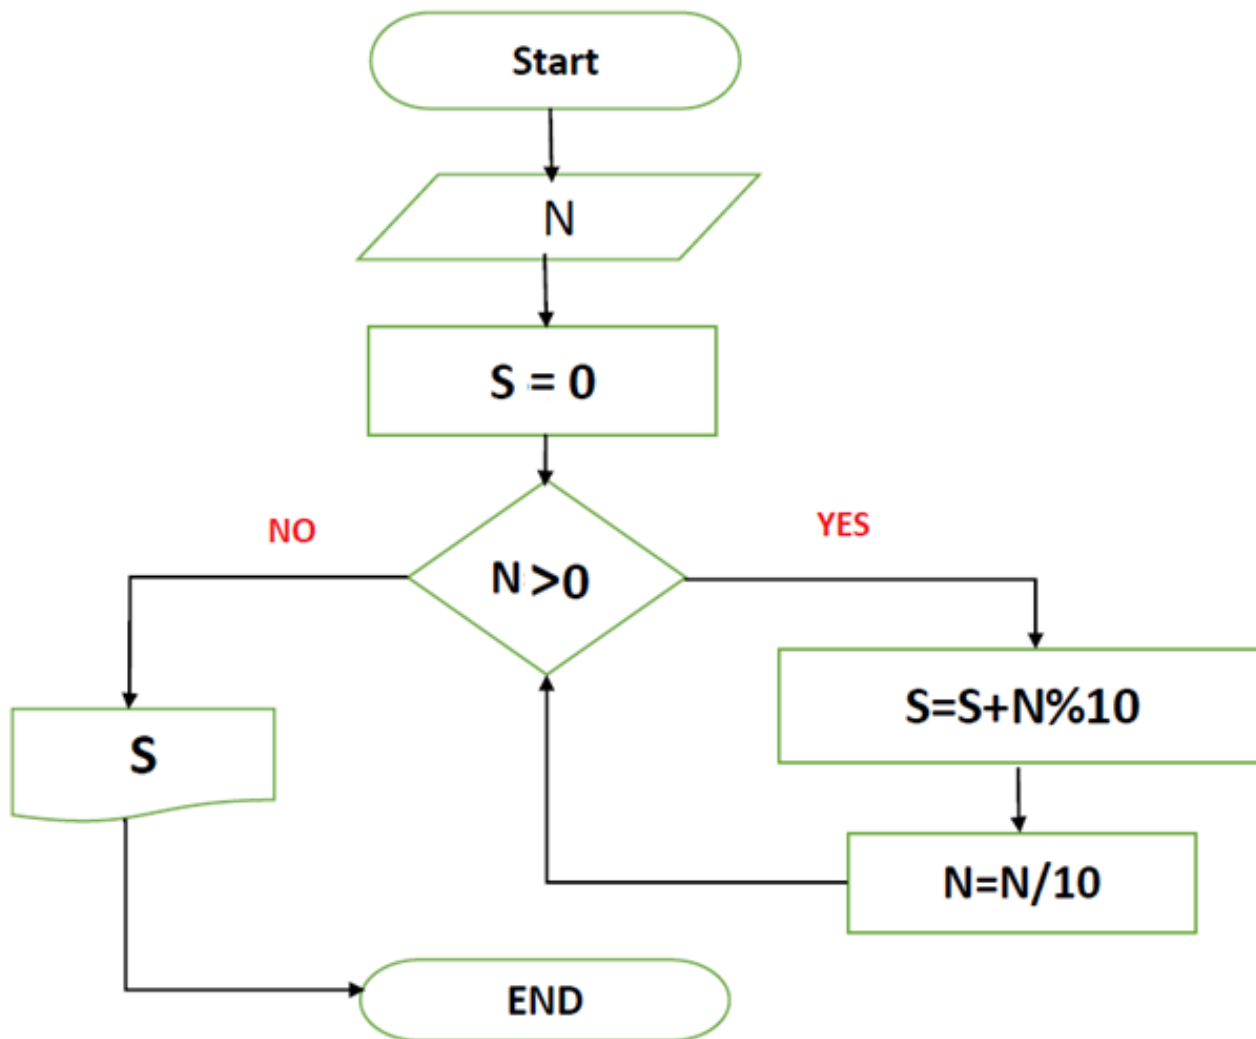 Start
N
S = 0
NO
YES
N >0
S=S+N%10
S
N=N/10
END